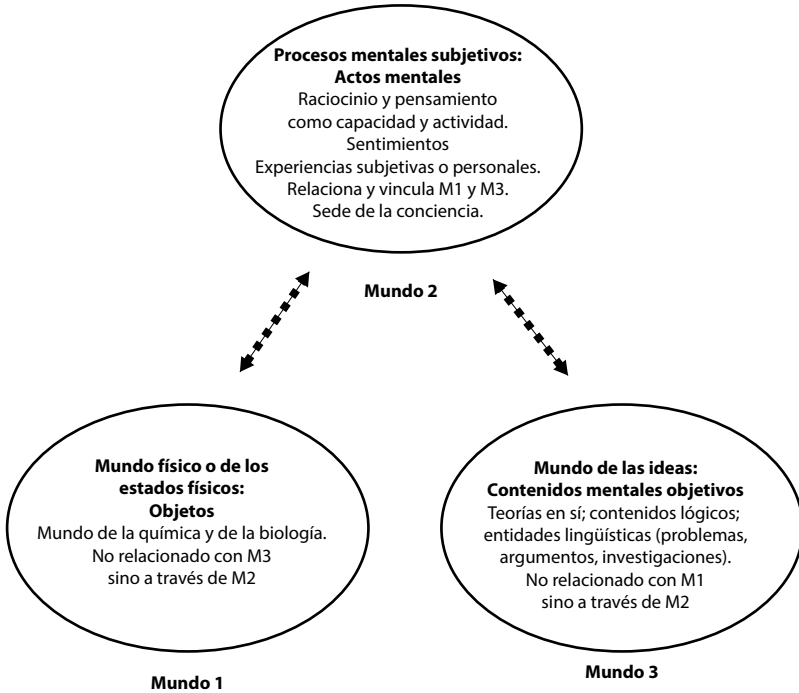 Procesos mentales subjetivos:
Actos mentales
Raciocinio y pensamiento
como capacidad y actividad.
Sentimientos
Experiencias subjetivas o personales.
Relaciona y vincula M1 y M3.
Sede de la conciencia.
Mundo 2
Mundo físico o de los
estados físicos:
Objetos
Mundo de la química y de la biología.
No relacionado con M3
sino a través de M2
Mundo 1
Mundo de las ideas:
Contenidos mentales objetivos
Teorías en sí; contenidos lógicos;
entidades lingüísticas (problemas,
argumentos, investigaciones).
No relacionado con M1
sino a través de M2
Mundo 3